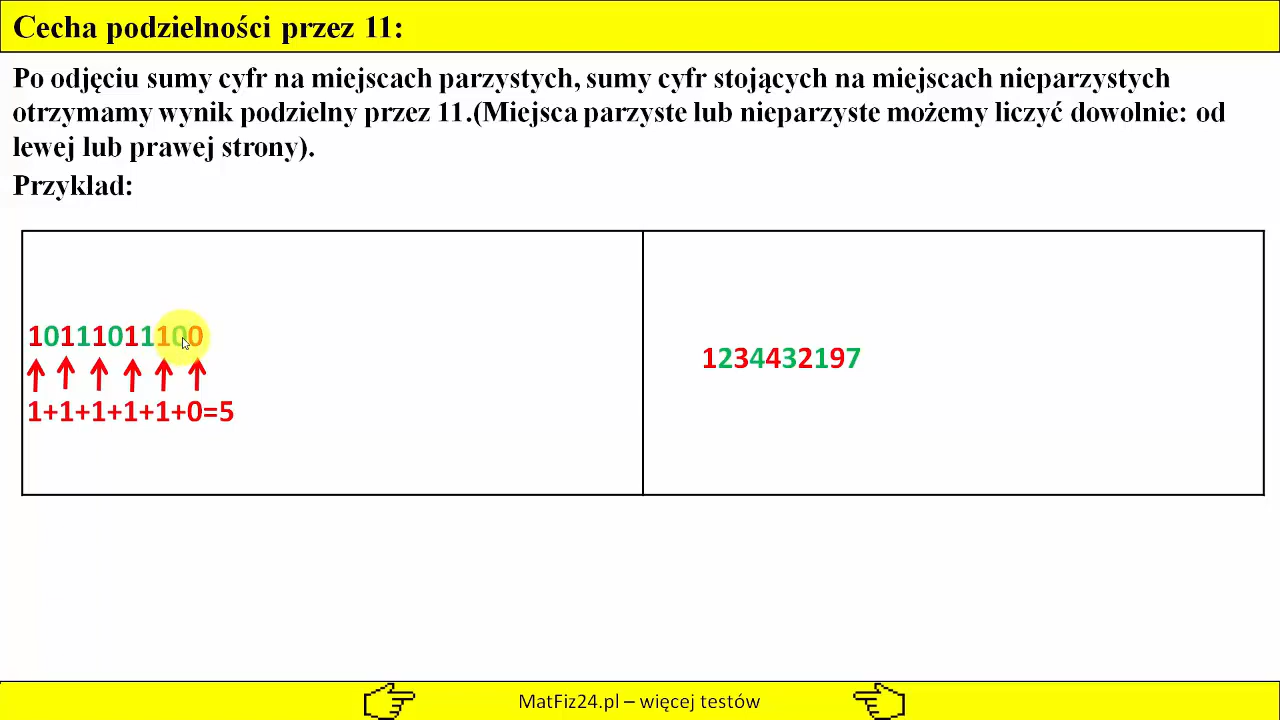 Cecha podzielności przez 11:
Po odjęciu sumy cyfr na miejscach parzystych, sumy cyfr stojących na miejscach nieparzystych
otrzymamy wynik podzielny przez 11.(Miejsca parzyste lub nieparzyste możemy liczyć dowolnie: od
lewej lub prawej strony).
Przykład:
10111011100
1+1+1+1+1+0=5
1234432197
MatFiz24.pl – więcej testów